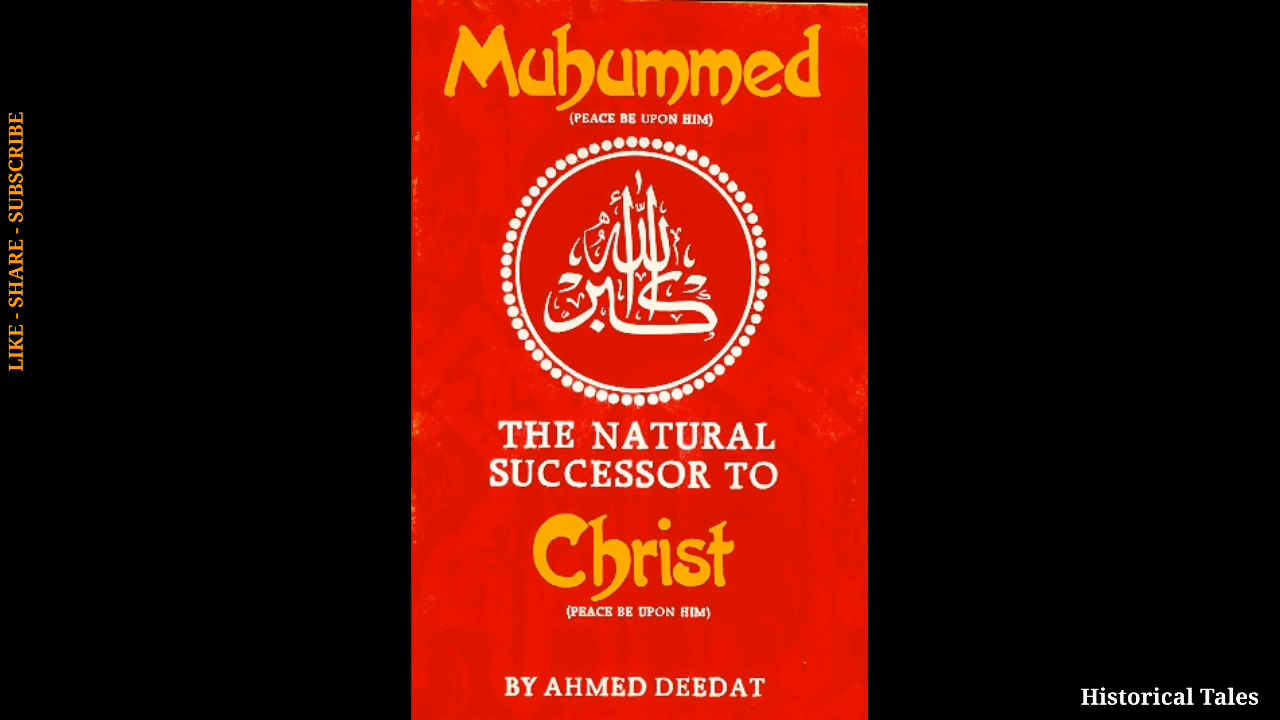 LIKE - SHARE - SUBSCRIBE
Muhummed
(PEACE BE UPON HIM)
الله أكبر
THE NATURAL
SUCCESSOR TO
Christ
(PEACE BE UPON HIM)
BY AHMED DEEDAT
Historical Tales